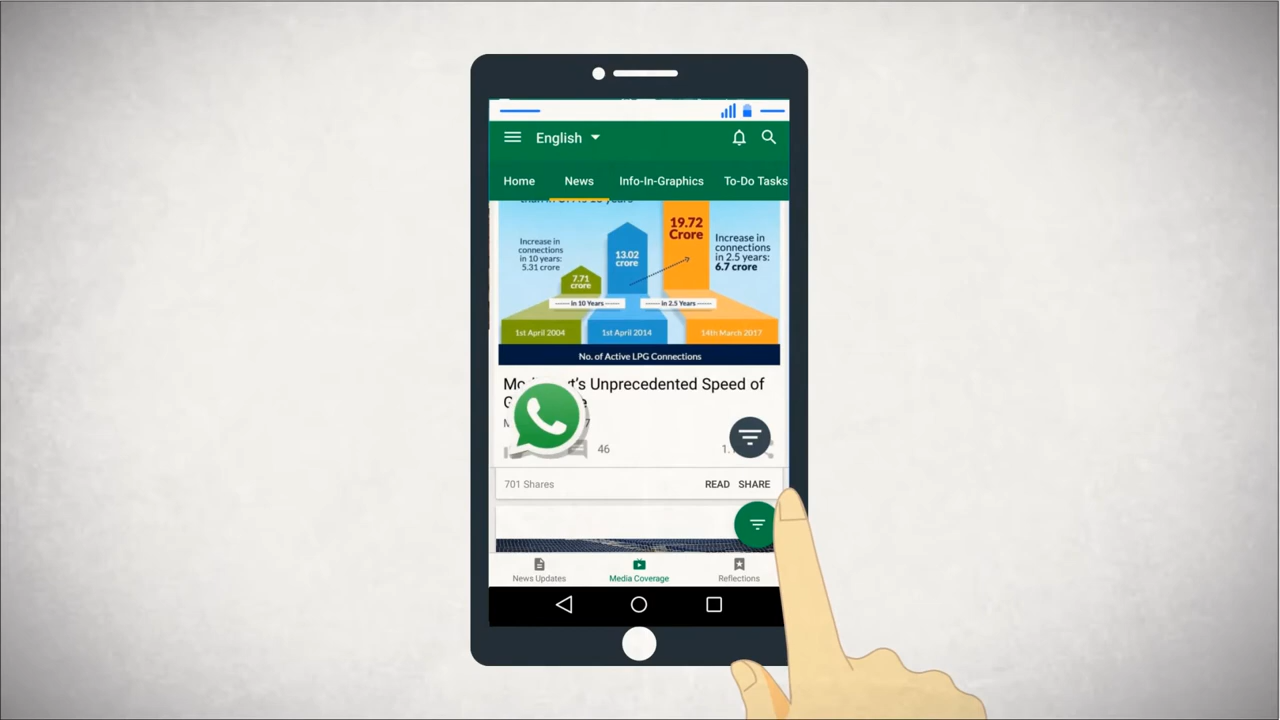 English
Home News Info-In-Graphics To-Do Tasks
Increase in
connections
in 10 years:
5.31 crore
7.71
crore
13.02
crore
19.72
Crore
Increase in
connections
in 2.5 years:
6.7 crore
in 10 Years
in 2.5 Years
1st April 2004
1st April 2014
14th March 2017
No. of Active LPG Connections
Unprecedented Speed of
46
701 Shares READ SHARE
News Updates Media Coverage Reflections